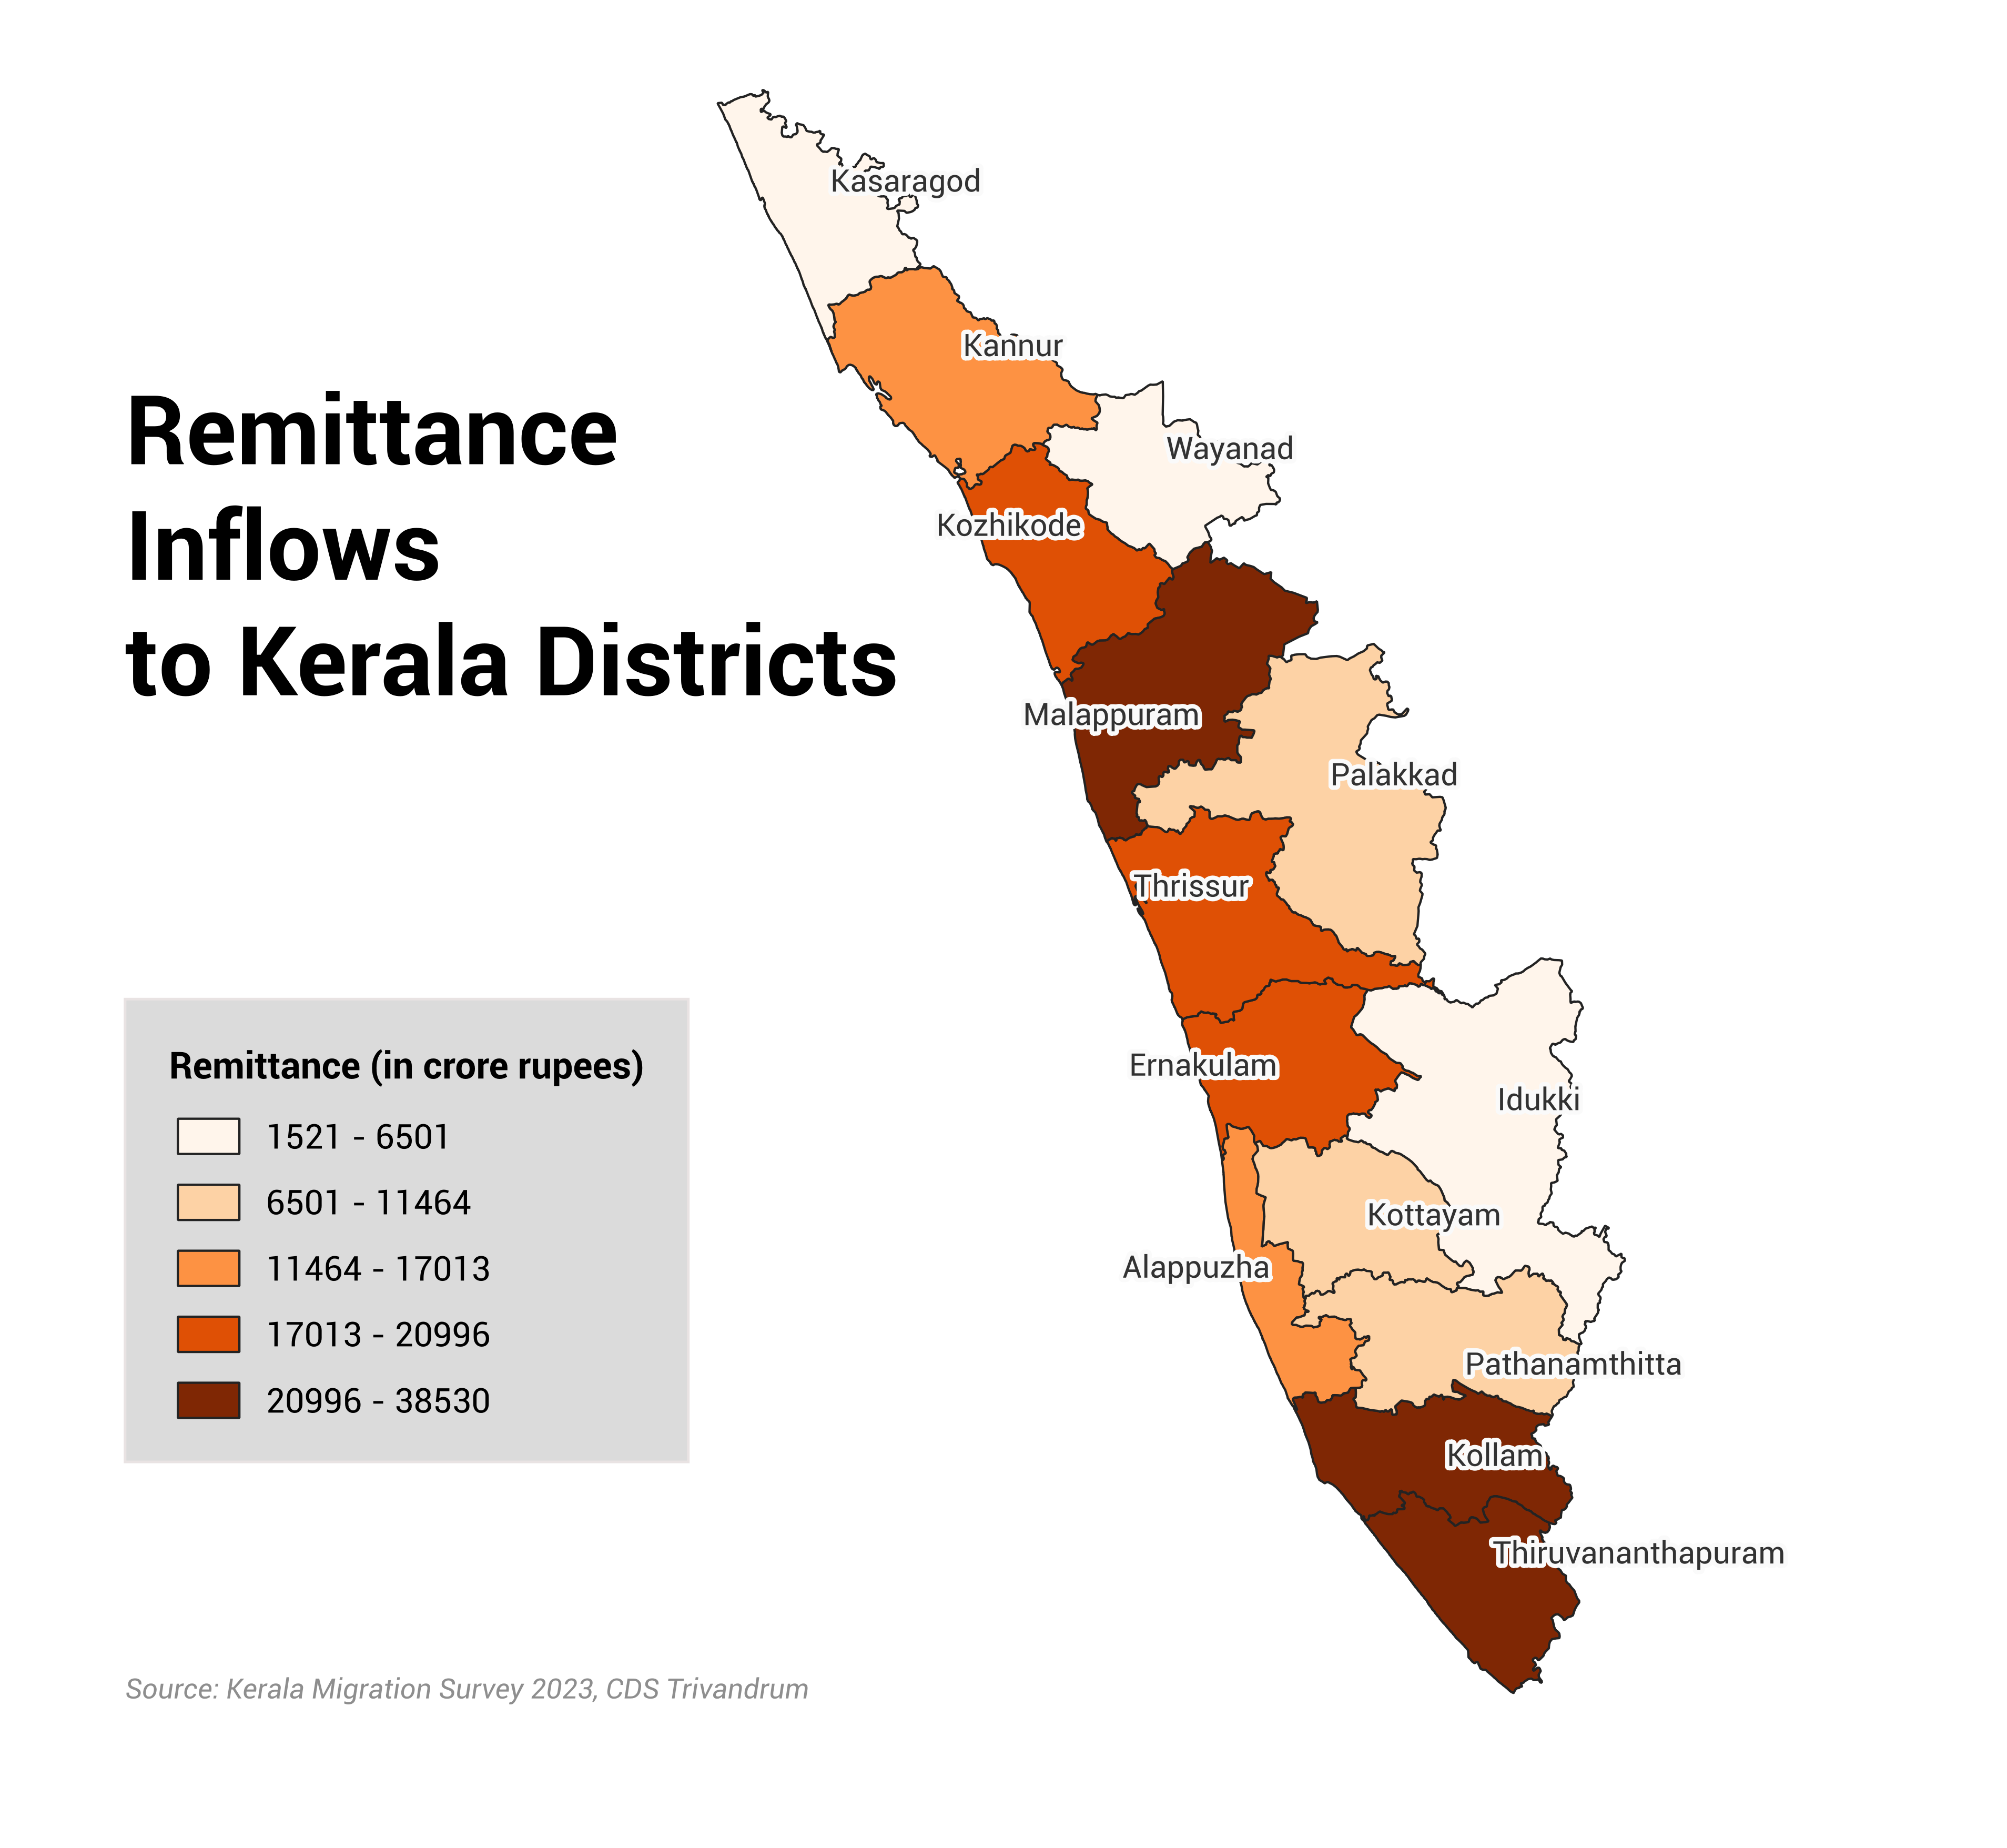 Remittance
Inflows
to Kerala Districts
Remittance (in crore rupees)
1521 - 6501
6501 - 11464
11464 - 17013
17013 - 20996
20996 - 38530
Kasaragod
Kannur
Wayanad
Kozhikode
Malappuram
Palakkad
Thrissur
Ernakulam
Idukki
Kottayam
Alappuzha
Pathanamthitta
Kollam
Thiruvananthapuram
Source: Kerala Migration Survey 2023, CDS Trivandrum